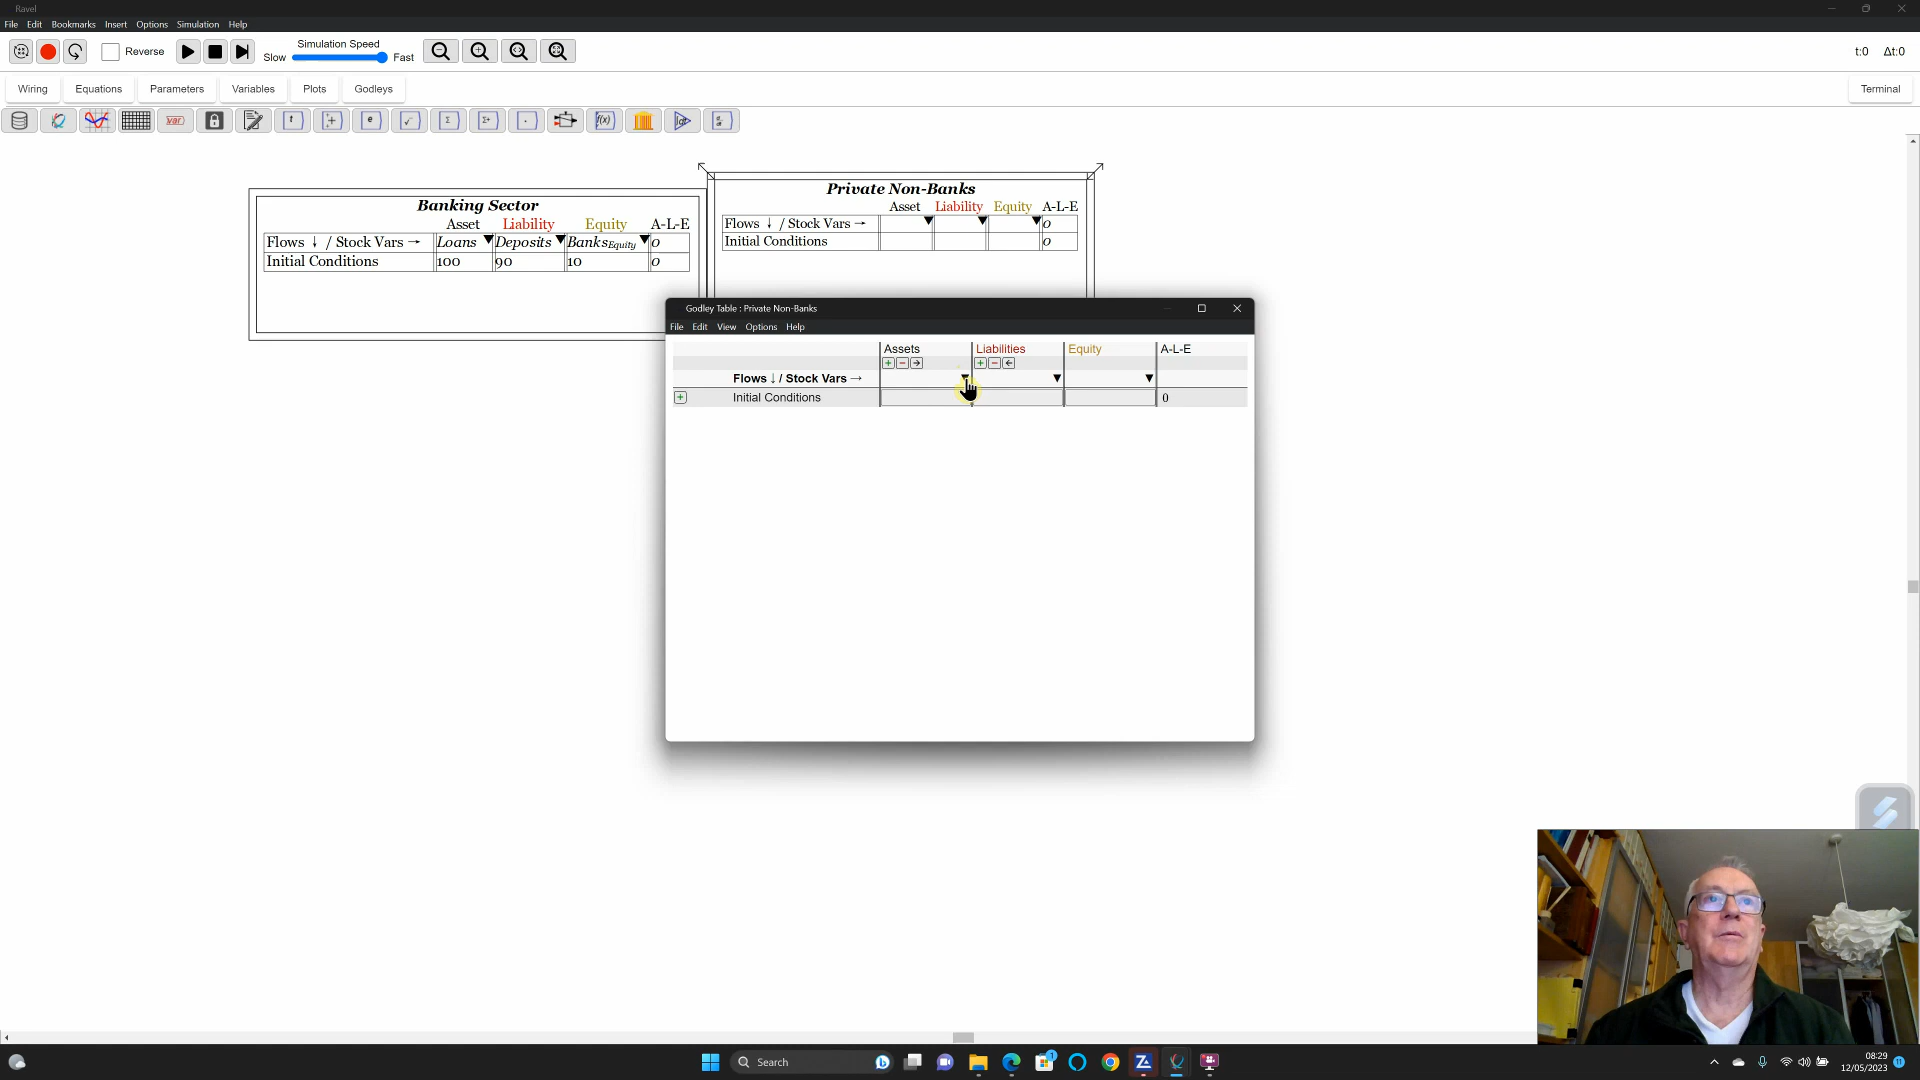 Ravel
File Edit Bookmarks Insert Options Simulation Help
Reverse
Simulation Speed
Slow Fast
t:0 Δt:0
Wiring Equations Parameters Variables Plots Godleys Terminal
var
Private Non-Banks
Asset Liability Equity A-L-E
Flows ↓ / Stock Vars → ▼ ▼ ▼ 0
Initial Conditions 0
Banking Sector
Asset Liability Equity A-L-E
Flows ↓ / Stock Vars → Loans ▼ Deposits ▼ BanksEquity ▼ 0
Initial Conditions 100 90 10 0
Godley Table : Private Non-Banks
File Edit View Options Help
Assets Liabilities Equity A-L-E
+ − → + − ←
Flows ↓ / Stock Vars → ▼ ▼ ▼
+ Initial Conditions 0
Search
08:29
12/05/2023